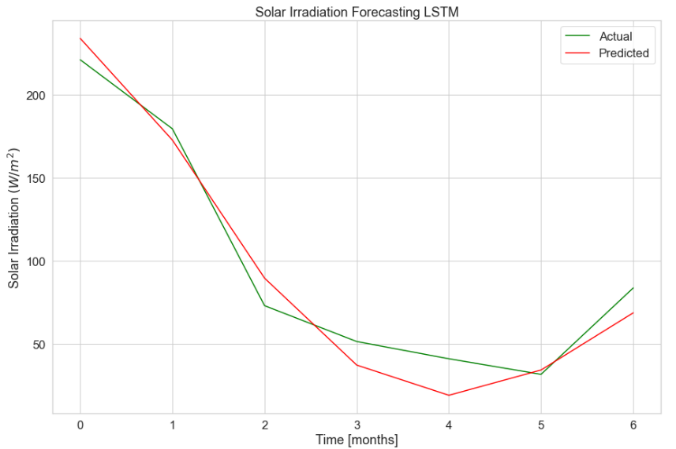 Solar Irradiation Forecasting LSTM
Actual
Predicted
Solar Irradiation (W/m²)
200
150
100
50
0 1 2 3 4 5 6
Time [months]